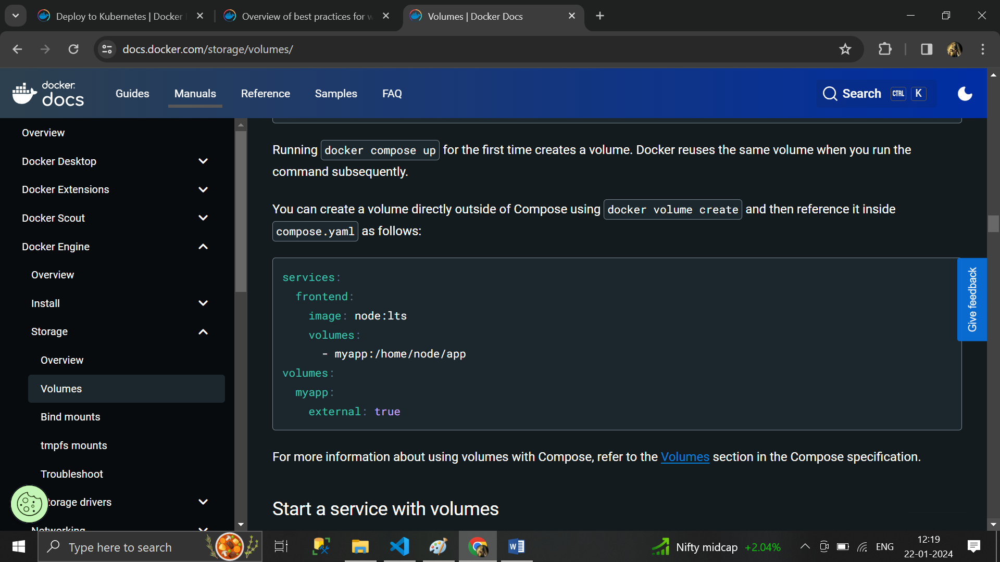 Deploy to Kubernetes | Docker
Overview of best practices for w
Volumes | Docker Docs
docs.docker.com/storage/volumes/
docker
docs
Guides
Manuals
Reference
Samples
FAQ
Search CTRL K
Overview
Docker Desktop
Docker Extensions
Docker Scout
Docker Engine
Overview
Install
Storage
Overview
Volumes
Bind mounts
tmpfs mounts
Troubleshoot
torage drivers
Networking
Running docker compose up for the first time creates a volume. Docker reuses the same volume when you run the
command subsequently.
You can create a volume directly outside of Compose using docker volume create and then reference it inside
compose.yaml as follows:
services:
frontend:
image: node:lts
volumes:
- myapp:/home/node/app
volumes:
myapp:
external: true
For more information about using volumes with Compose, refer to the Volumes section in the Compose specification.
Start a service with volumes
Give feedback
Type here to search
Nifty midcap +2.04%
ENG
12:19
22-01-2024